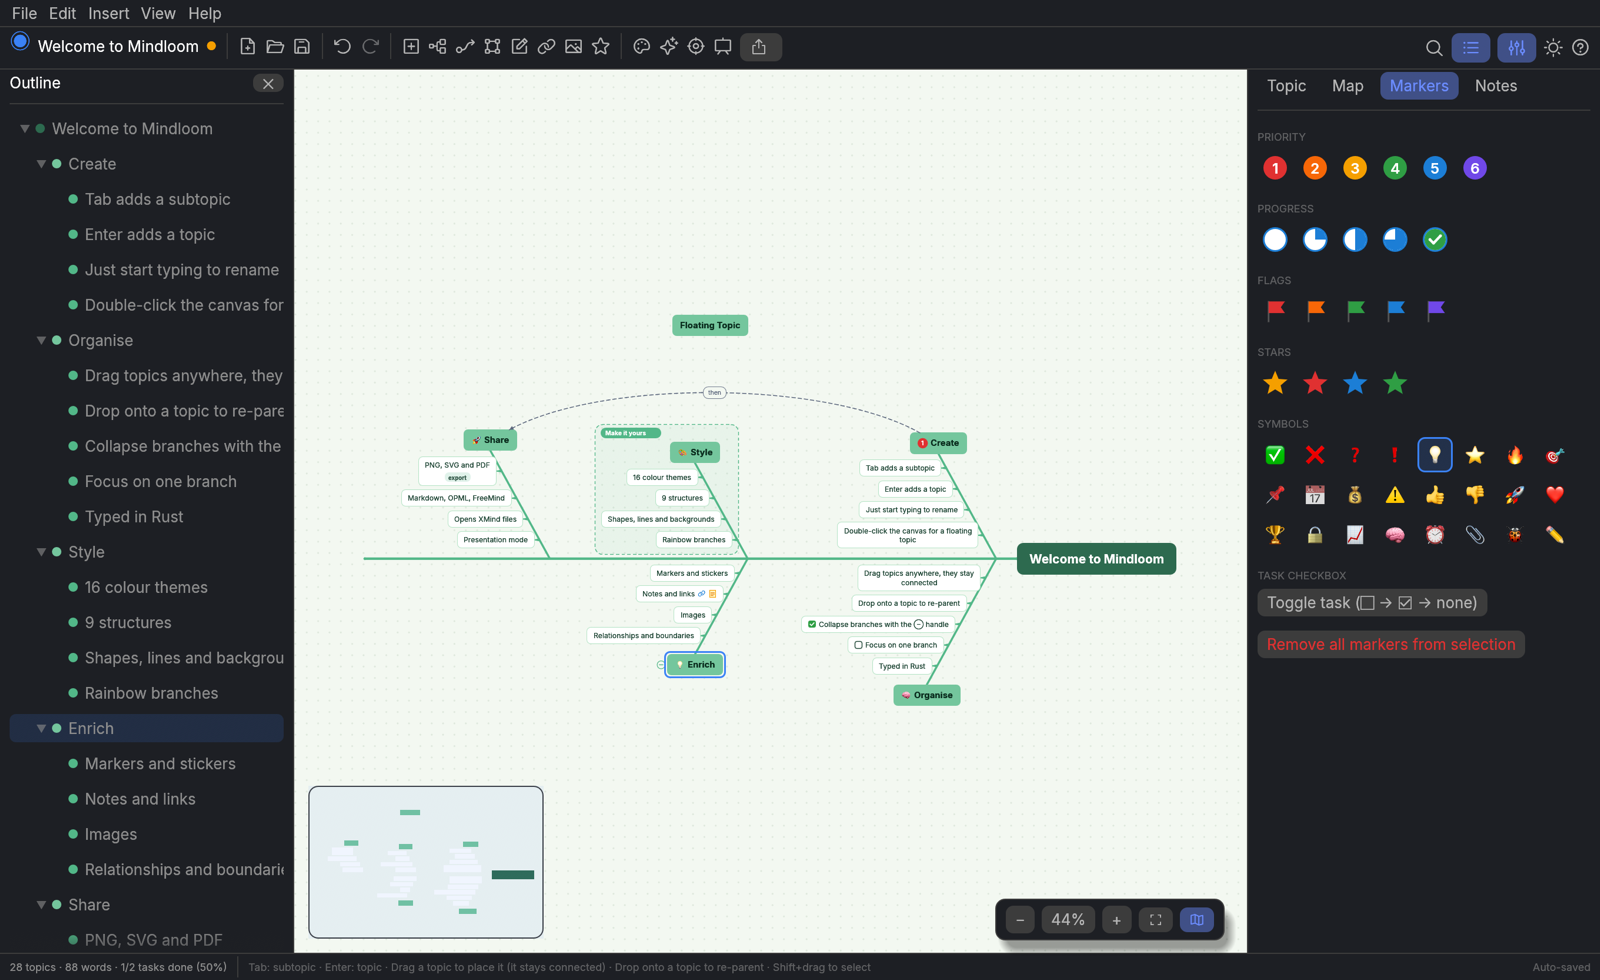 File Edit Insert View Help
Welcome to Mindloom
Outline
Welcome to Mindloom
Create
Tab adds a subtopic
Enter adds a topic
Just start typing to rename
Double-click the canvas for
Organise
Drag topics anywhere, they
Drop onto a topic to re-pare
Collapse branches with the
Focus on one branch
Typed in Rust
Style
16 colour themes
9 structures
Shapes, lines and backgrou
Rainbow branches
Enrich
Markers and stickers
Notes and links
Images
Relationships and boundarie
Share
PNG, SVG and PDF
Floating Topic
then
Share
PNG, SVG and PDF
export
Markdown, OPML, FreeMind
Opens XMind files
Presentation mode
Make it yours
Style
16 colour themes
9 structures
Shapes, lines and backgrounds
Rainbow branches
1 Create
Tab adds a subtopic
Enter adds a topic
Just start typing to rename
Double-click the canvas for a floating
topic
Welcome to Mindloom
Markers and stickers
Notes and links
Images
Relationships and boundaries
Enrich
Drag topics anywhere, they stay
connected
Drop onto a topic to re-parent
Collapse branches with the ⊖ handle
Focus on one branch
Typed in Rust
Organise
− 44% +
Topic Map Markers Notes
PRIORITY
1 2 3 4 5 6
PROGRESS
FLAGS
STARS
SYMBOLS
17
TASK CHECKBOX
Toggle task (☐ → ☑ → none)
Remove all markers from selection
28 topics · 88 words · 1/2 tasks done (50%)
Tab: subtopic · Enter: topic · Drag a topic to place it (it stays connected) · Drop onto a topic to re-parent · Shift+drag to select
Auto-saved